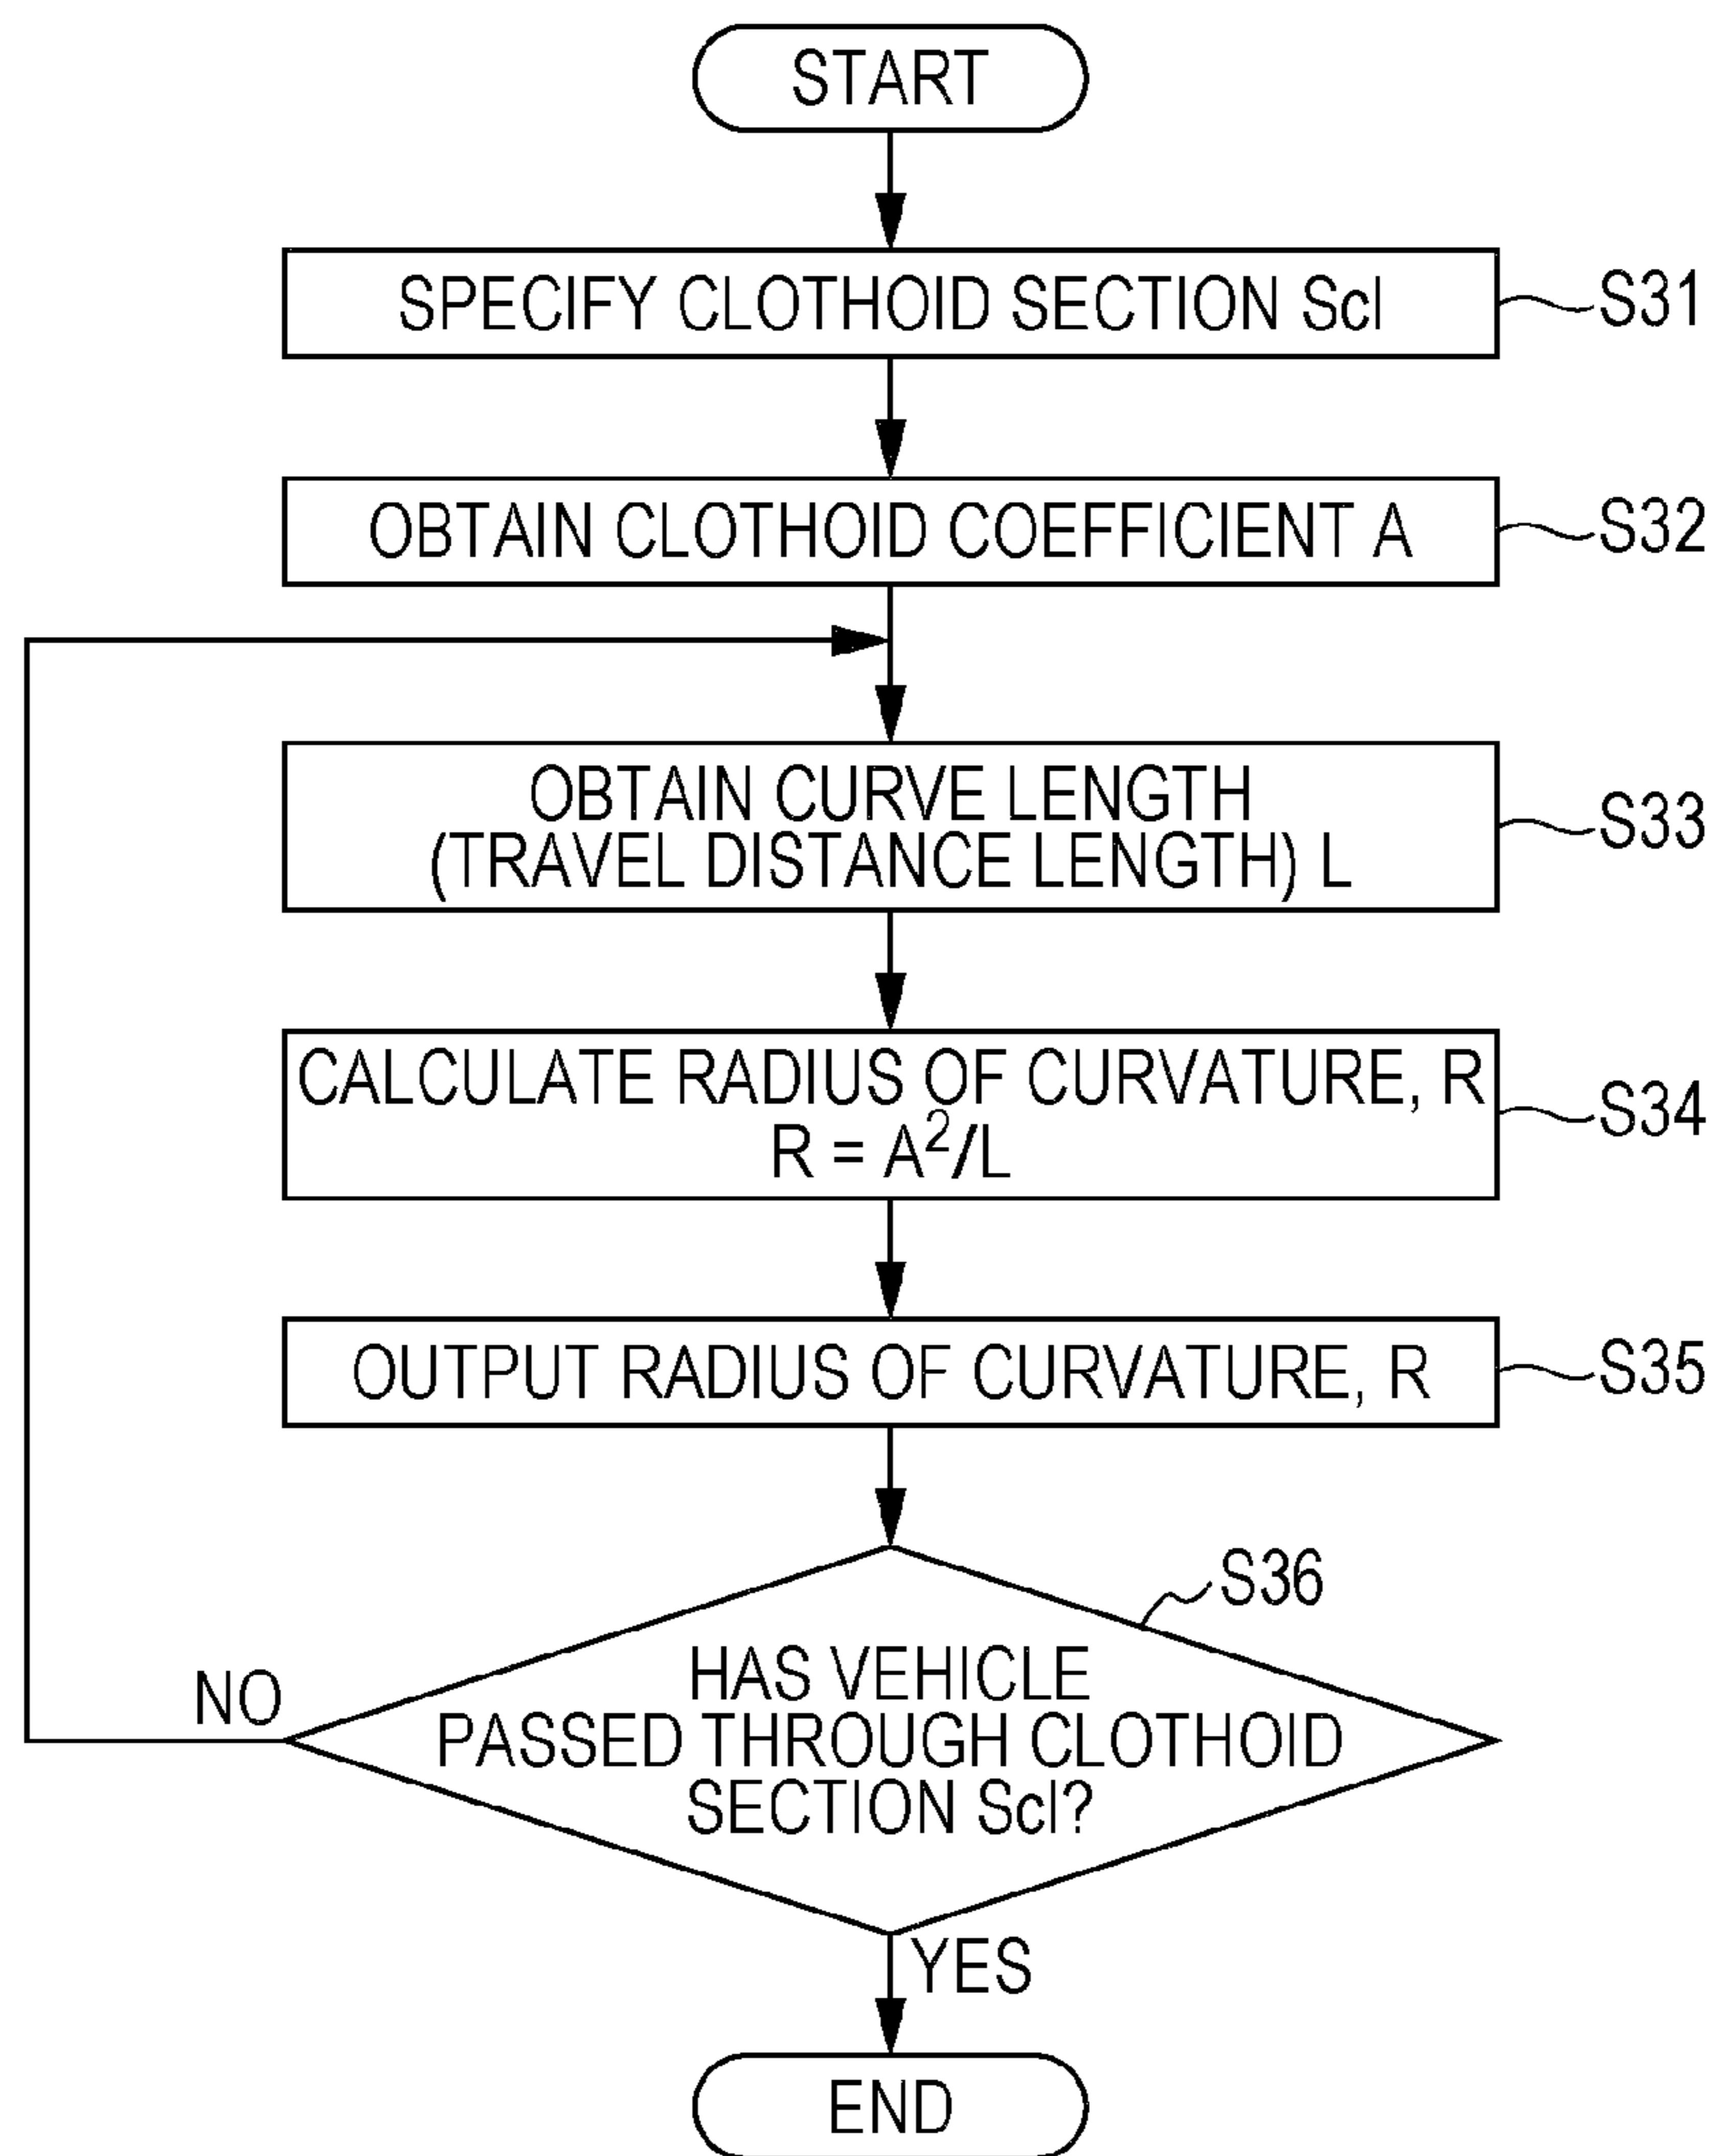 START
SPECIFY CLOTHOID SECTION Scl
S31
OBTAIN CLOTHOID COEFFICIENT A
S32
OBTAIN CURVE LENGTH
(TRAVEL DISTANCE LENGTH) L
S33
CALCULATE RADIUS OF CURVATURE, R
R = A²/L
S34
OUTPUT RADIUS OF CURVATURE, R
S35
S36
HAS VEHICLE
PASSED THROUGH CLOTHOID
SECTION Scl?
NO
YES
END